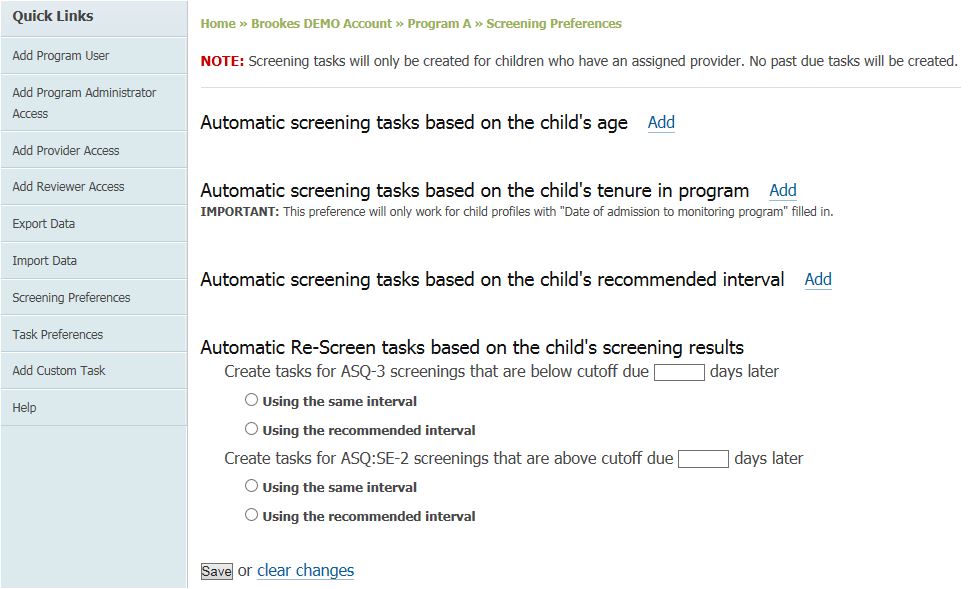 Quick Links
Add Program User
Add Program Administrator
Access
Add Provider Access
Add Reviewer Access
Export Data
Import Data
Screening Preferences
Task Preferences
Add Custom Task
Help
Home » Brookes DEMO Account » Program A » Screening Preferences
NOTE: Screening tasks will only be created for children who have an assigned provider. No past due tasks will be created.
Automatic screening tasks based on the child's age Add
Automatic screening tasks based on the child's tenure in program Add
IMPORTANT: This preference will only work for child profiles with "Date of admission to monitoring program" filled in.
Automatic screening tasks based on the child's recommended interval Add
Automatic Re-Screen tasks based on the child's screening results
Create tasks for ASQ-3 screenings that are below cutoff due days later
Using the same interval
Using the recommended interval
Create tasks for ASQ:SE-2 screenings that are above cutoff due days later
Using the same interval
Using the recommended interval
Save or clear changes